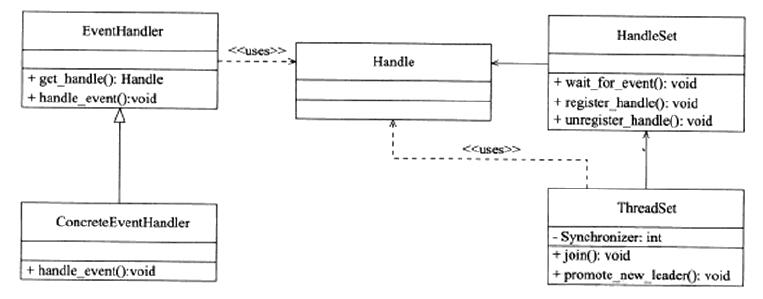 EventHandler
+ get_handle(): Handle
+ handle_event():void
<<uses>>
Handle
HandleSet
+ wait_for_event(): void
+ register_handle(): void
+ unregister_handle(): void
<<uses>>
ConcreteEventHandler
+ handle_event():void
ThreadSet
- Synchronizer: int
+ join(): void
+ promote_new_leader(): void